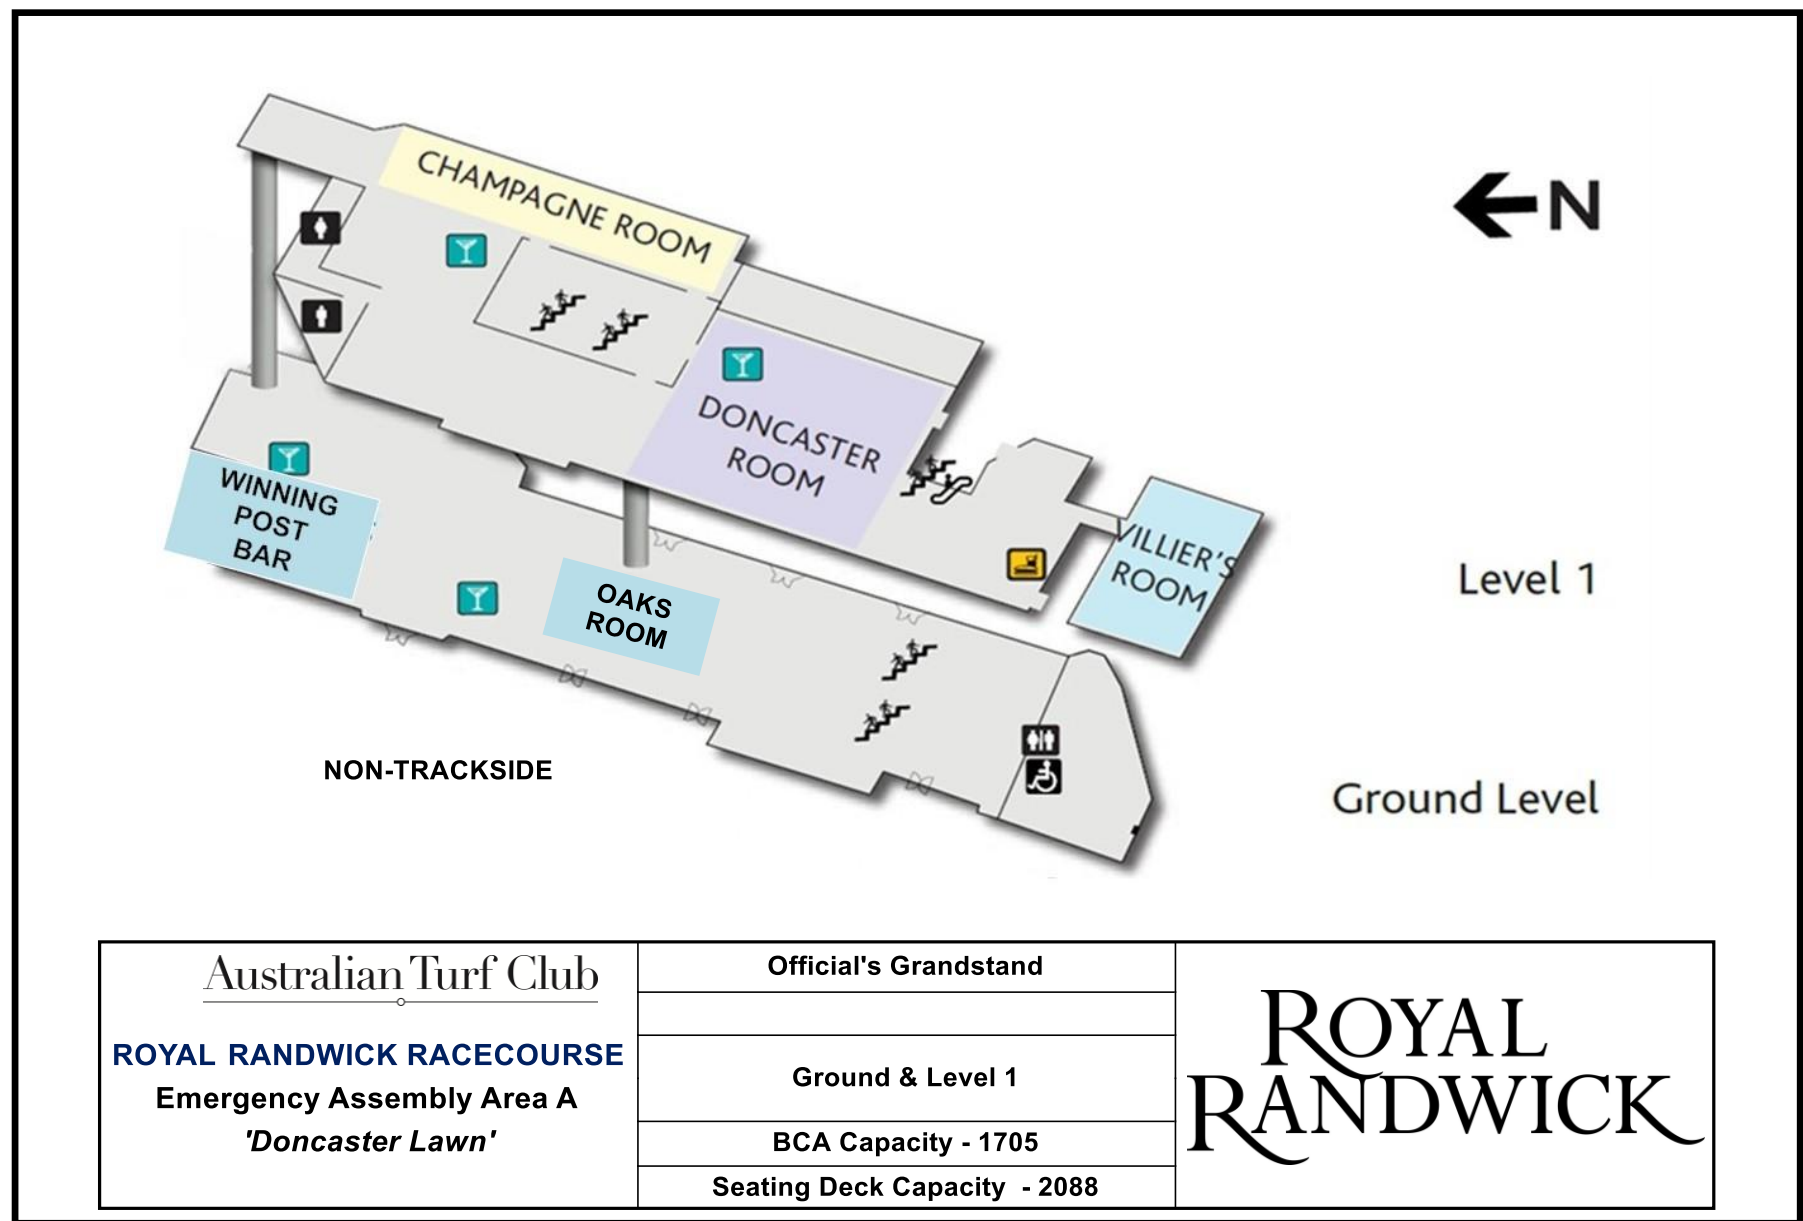 CHAMPAGNE ROOM
N
DONCASTER
ROOM
WINNING
POST
BAR
VILLIER'S
ROOM
Level 1
OAKS
ROOM
NON-TRACKSIDE
Ground Level
Australian Turf Club
ROYAL RANDWICK RACECOURSE
Emergency Assembly Area A
'Doncaster Lawn'
Official's Grandstand
Ground & Level 1
BCA Capacity - 1705
Seating Deck Capacity - 2088
ROYAL
RANDWICK